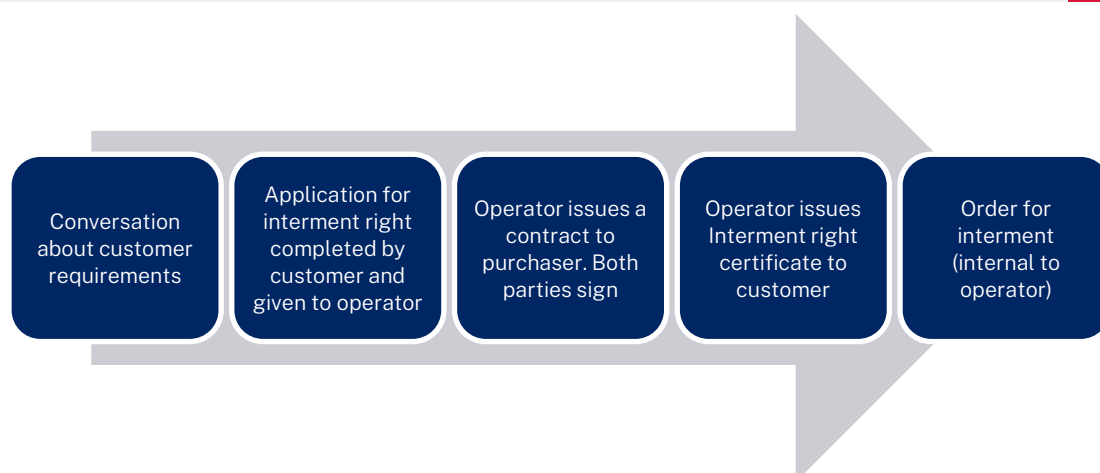 Conversation
about customer
requirements
Application for
interment right
completed by
customer and
given to operator
Operator issues a
contract to
purchaser. Both
parties sign
Operator issues
Interment right
certificate to
customer
Order for
interment
(internal to
operator)